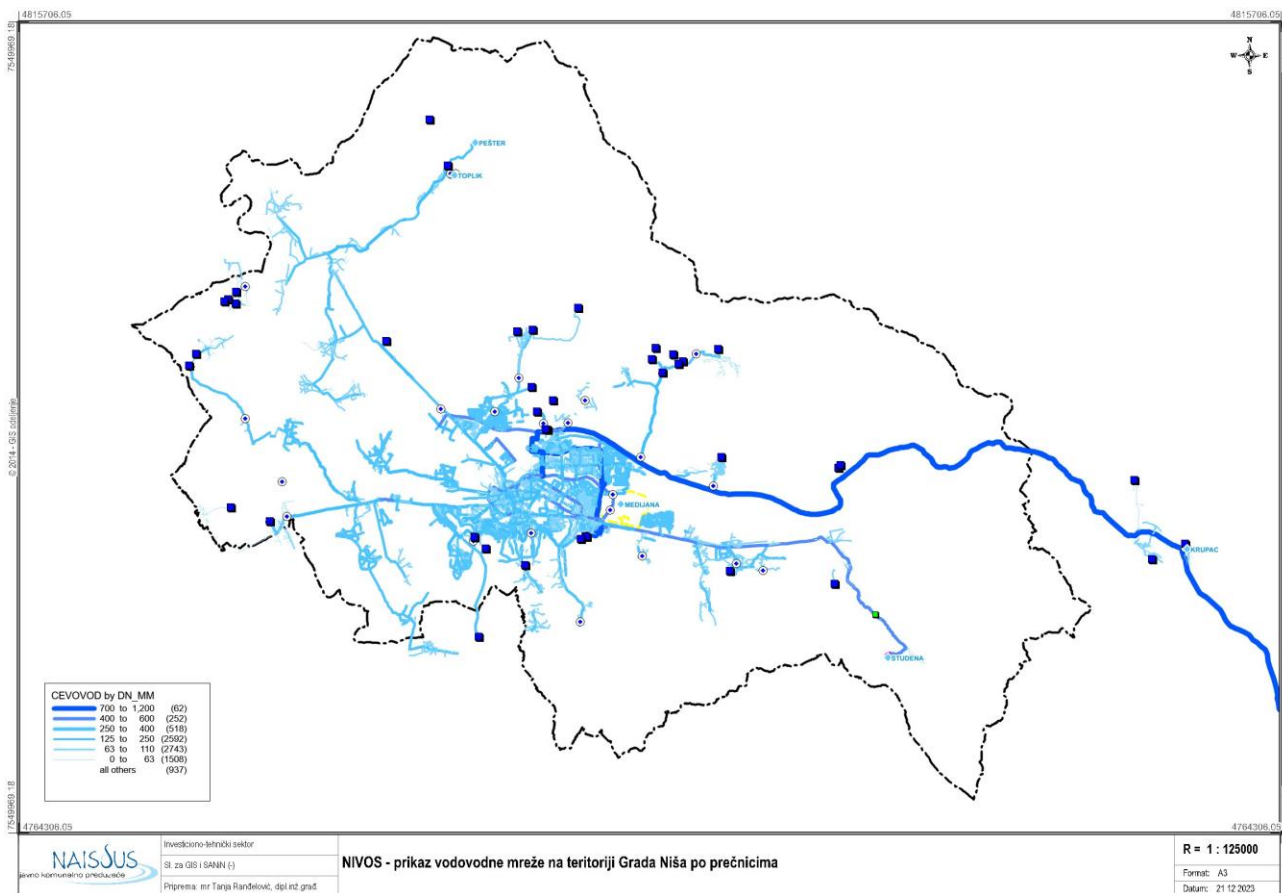 4815706.05
4815706.05
7549969.18
N
W E
S
PEŠTER
TOPLIK
© 2014 - GIS odeljenje
MEDIJANA
KRUPAC
STUDENA
CEVOVOD by DN_MM
700 to 1,200 (62)
400 to 600 (252)
250 to 400 (518)
125 to 250 (2592)
63 to 110 (2743)
0 to 63 (1508)
all others (937)
7549969.18
4764306.05
4764306.05
NAISSUS
javno komunalno preduzeće
Investiciono-tehnički sektor
Sl. za GIS i SANiN (-)
Priprema: mr Tanja Ranđelović, dipl.inž.građ.
NIVOS - prikaz vodovodne mreže na teritoriji Grada Niša po prečnicima
R = 1 : 125000
Format: A3
Datum: 21 12 2023